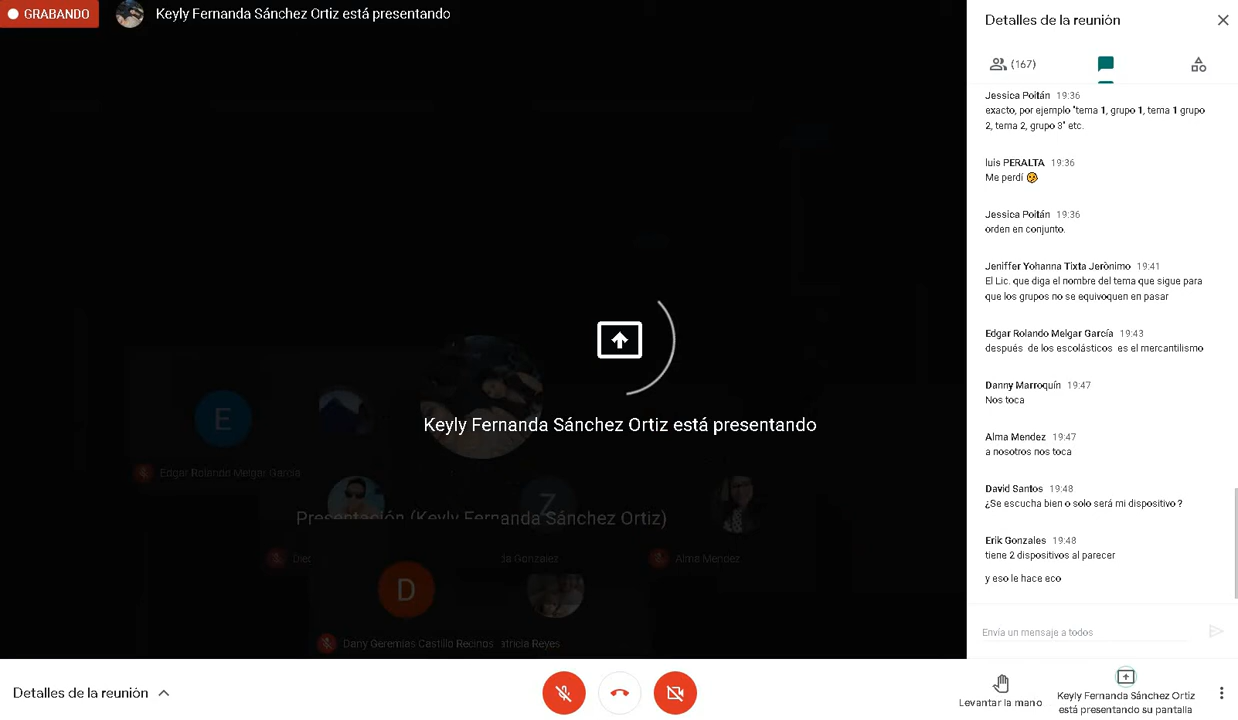 GRABANDO
Keyly Fernanda Sánchez Ortiz está presentando
Detalles de la reunión
(167)
Jessica Poitán 19:36
exacto, por ejemplo "tema 1, grupo 1, tema 1 grupo
2, tema 2, grupo 3" etc.
luis PERALTA 19:36
Me perdí
Jessica Poitán 19:36
orden en conjunto.
Jeniffer Yohanna Tixta Jerònimo 19:41
El Lic. que diga el nombre del tema que sigue para
que los grupos no se equivoquen en pasar
Edgar Rolando Melgar García 19:43
después de los escolásticos es el mercantilismo
Danny Marroquín 19:47
Nos toca
Alma Mendez 19:47
a nosotros nos toca
David Santos 19:48
¿Se escucha bien o solo será mi dispositivo ?
Erik Gonzales 19:48
tiene 2 dispositivos al parecer
y eso le hace eco
Envía un mensaje a todos
Keyly Fernanda Sánchez Ortiz está presentando
E
Edgar Rolando Melgar García
Presentación (Keyly Fernanda Sánchez Ortiz)
Z
Gonzalez
Alma Mendez
D
Dany Geremias Castillo Recinos
Reyes
Detalles de la reunión
Levantar la mano
Keyly Fernanda Sánchez Ortiz
está presentando su pantalla